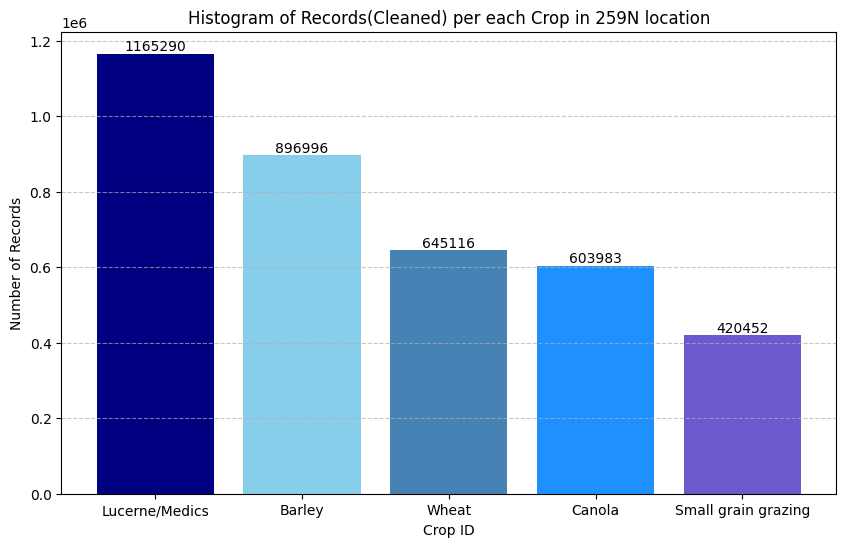 Histogram of Records(Cleaned) per each Crop in 259N location
1e6
1.2
1.0
0.8
0.6
0.4
0.2
0.0
Number of Records
1165290
896996
645116
603983
420452
Lucerne/Medics
Barley
Wheat
Canola
Small grain grazing
Crop ID